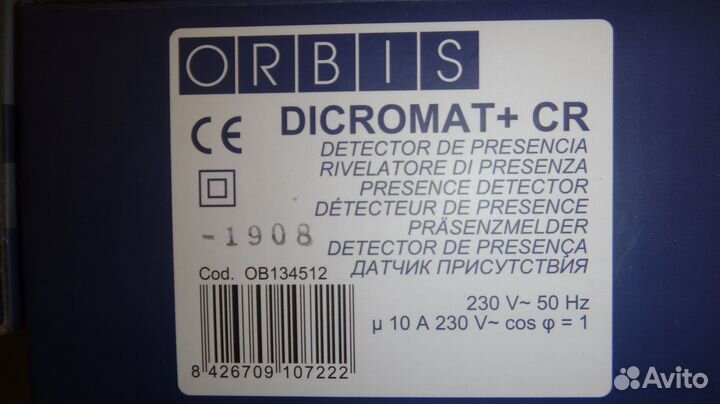 ORBIS
CE
DICROMAT+ CR
DETECTOR DE PRESENCIA
RIVELATORE DI PRESENZA
PRESENCE DETECTOR
DÉTECTEUR DE PRESENCE
PRÄSENZMELDER
DETECTOR DE PRESENÇA
ДАТЧИК ПРИСУТСТВИЯ
-1908
Cod. OB134512
230 V~ 50 Hz
µ 10 A 230 V~ cos φ = 1
8 426709 107222
Avito